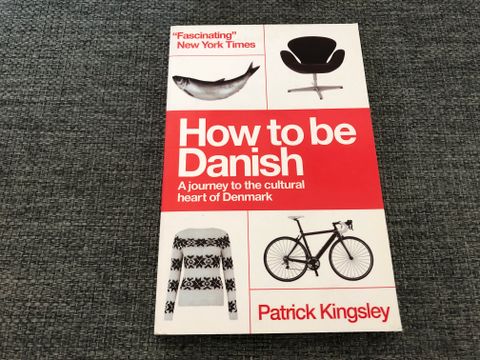 "Fascinating"
New York Times
How to be
Danish
A journey to the cultural
heart of Denmark
Patrick Kingsley